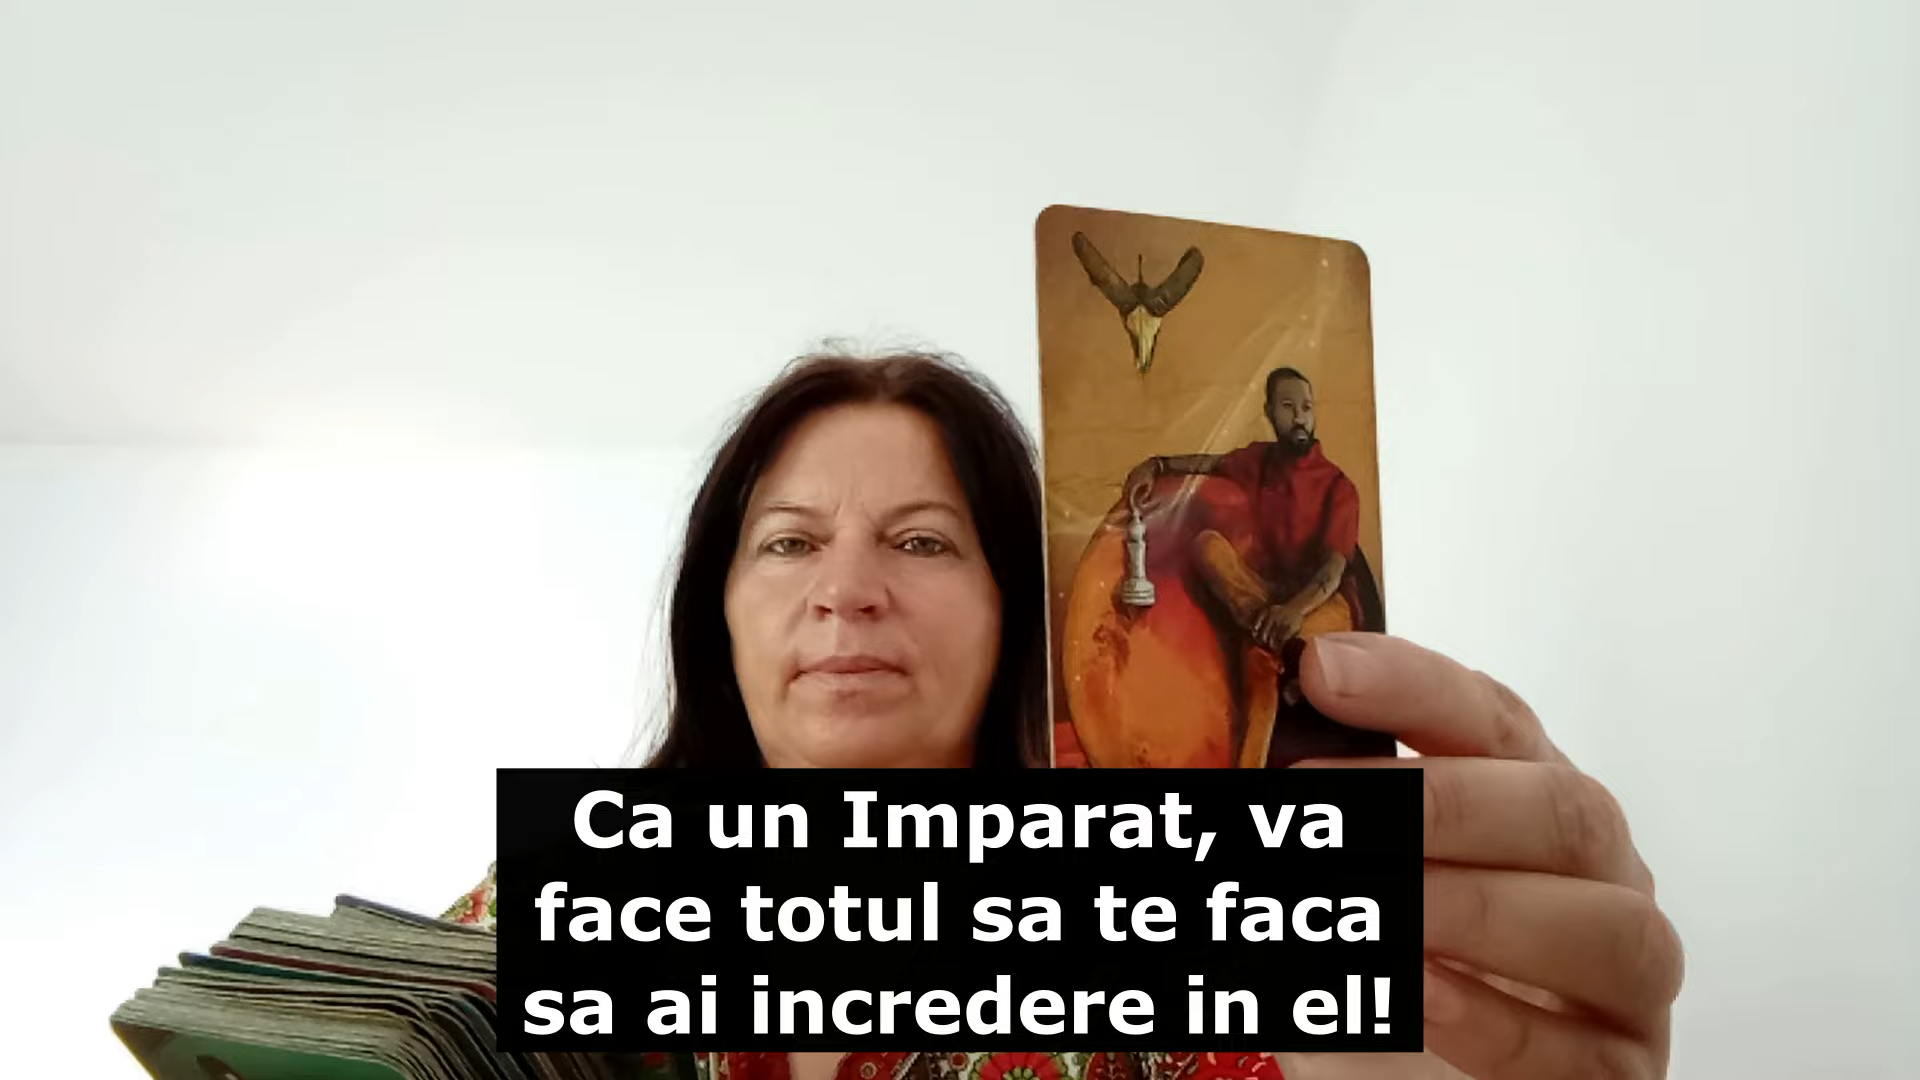 Ca un Imparat, va
face totul sa te faca
sa ai incredere in el!